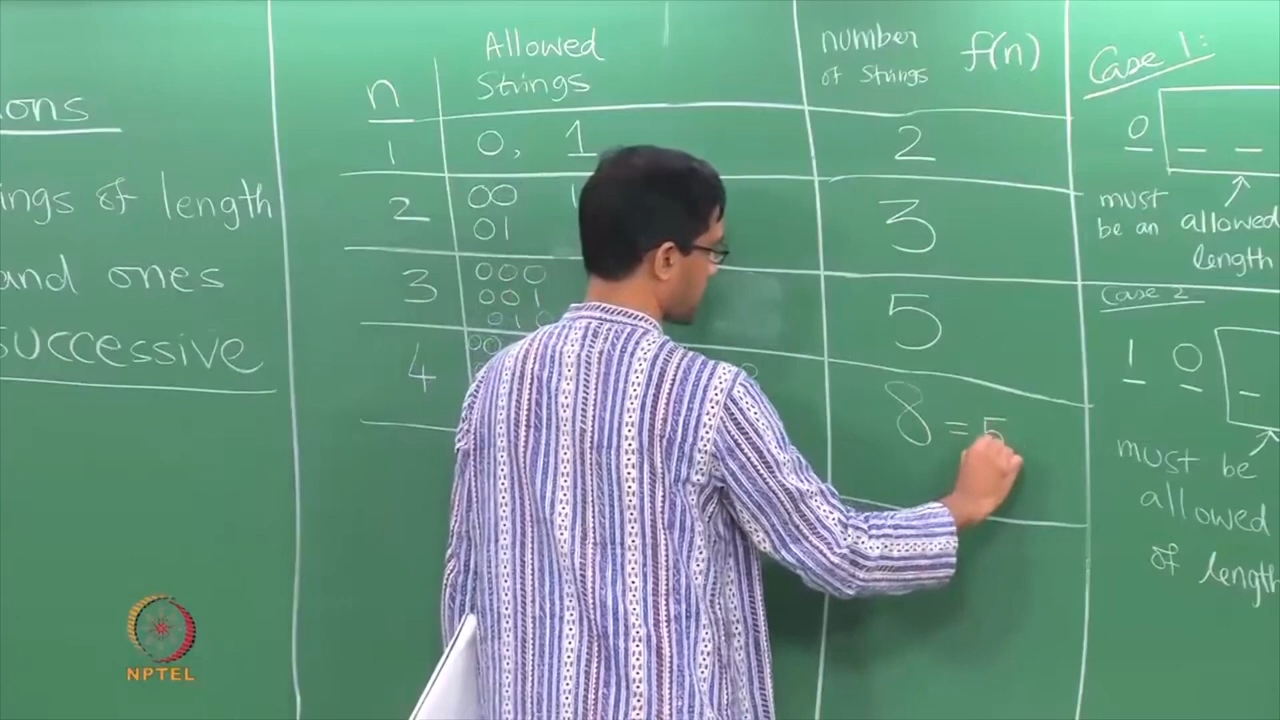 ons
ings of length
and ones
successive
n
Allowed
Strings
number
of strings
f(n)
1
0, 1
2
2
00
01
3
3
000
001
010
5
4
8 = 5
Case 1:
0 _ _
must
be an allowed
length
Case 2
1 0 _
must be
allowed
of length
NPTEL